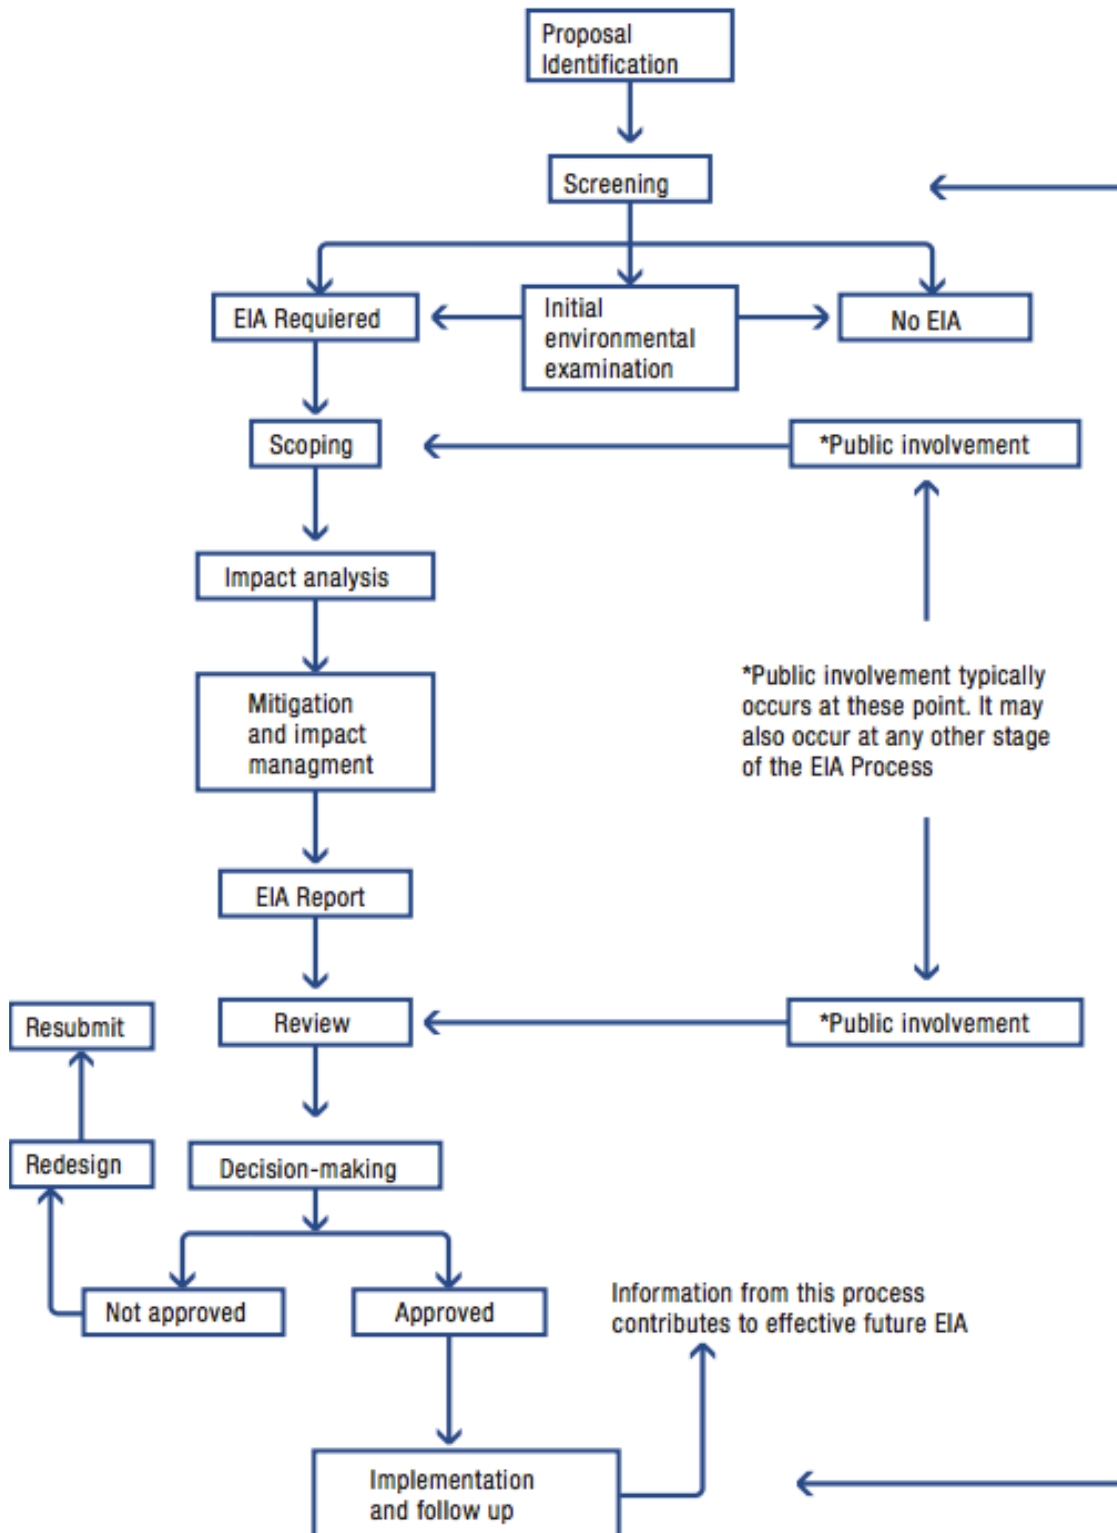 Proposal
Identification
Screening
EIA Requiered
Initial
environmental
examination
No EIA
Scoping
*Public involvement
Impact analysis
Mitigation
and impact
managment
*Public involvement typically
occurs at these point. It may
also occur at any other stage
of the EIA Process
EIA Report
Resubmit
Review
*Public involvement
Redesign
Decision-making
Not approved
Approved
Information from this process
contributes to effective future EIA
Implementation
and follow up